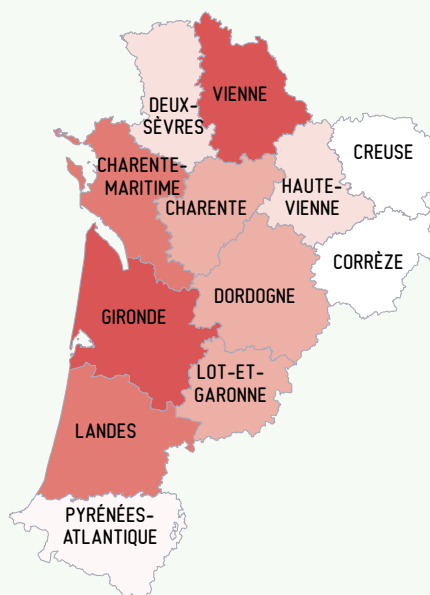 DEUX-
SÈVRES
VIENNE
CREUSE
CHARENTE-
MARITIME
CHARENTE
HAUTE-
VIENNE
CORRÈZE
DORDOGNE
GIRONDE
LOT-ET-
GARONNE
LANDES
PYRÉNÉES-
ATLANTIQUE